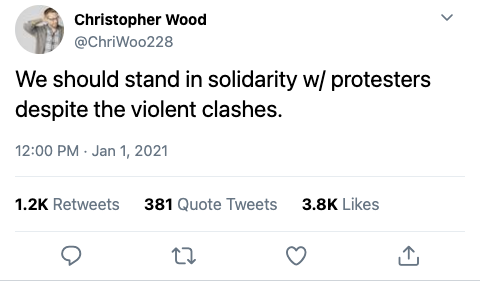 Christopher Wood
@ChriWoo228
We should stand in solidarity w/ protesters
despite the violent clashes.
12:00 PM · Jan 1, 2021
1.2K Retweets 381 Quote Tweets 3.8K Likes